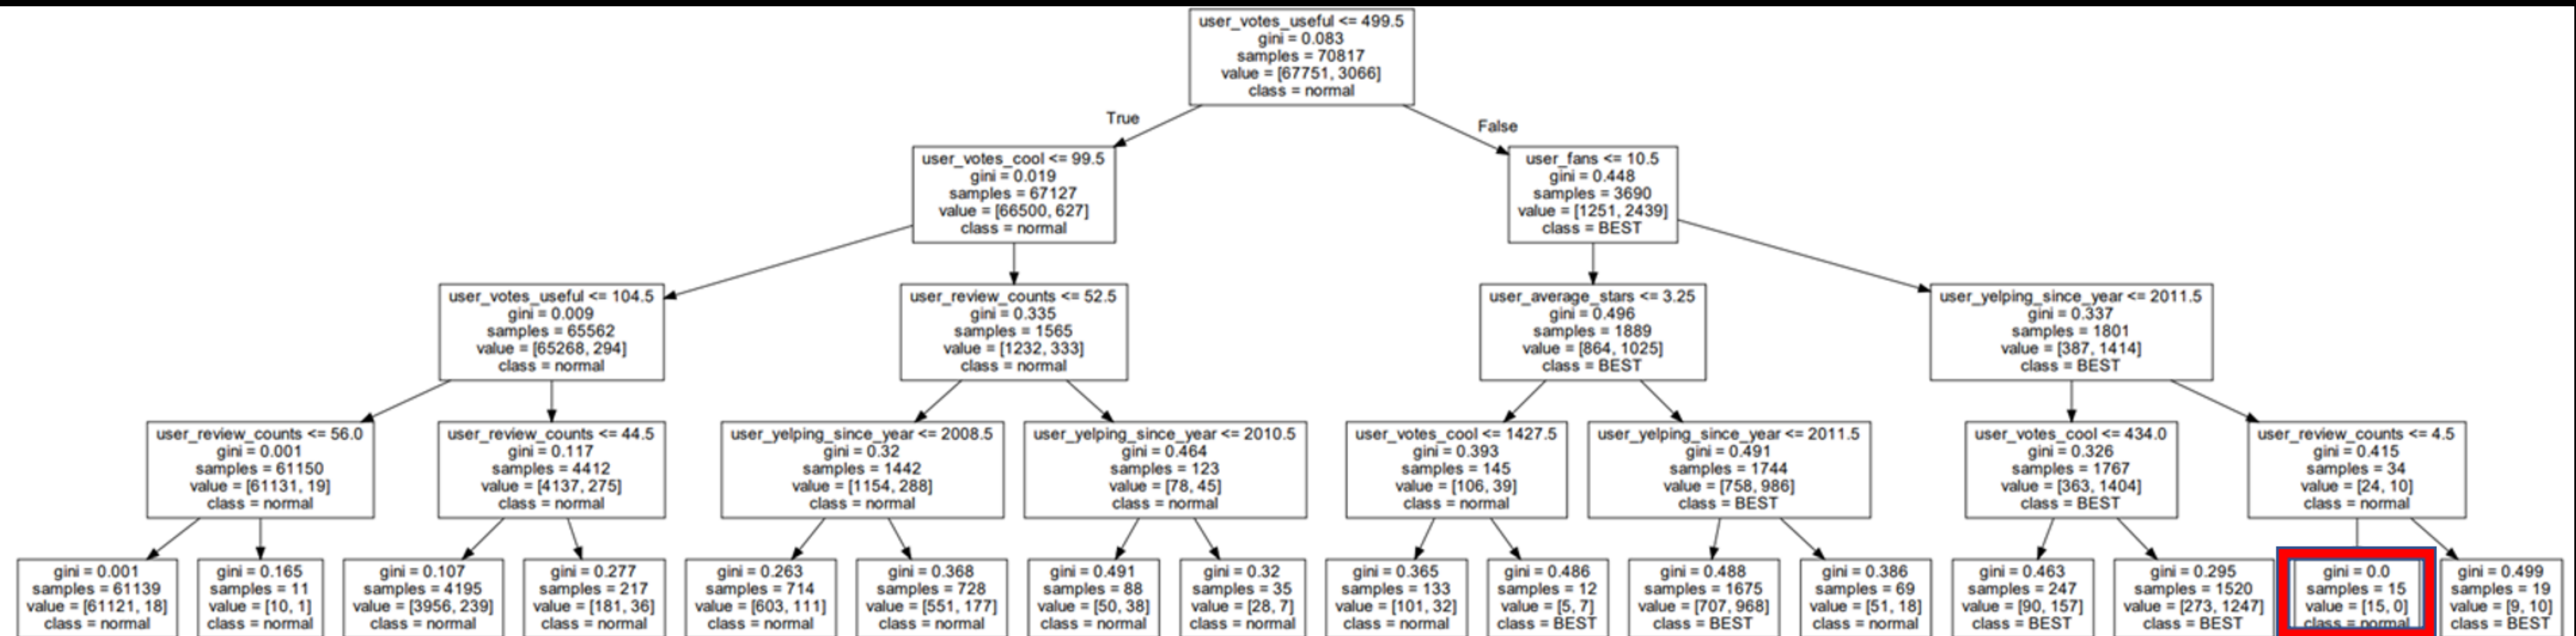 user_votes_useful <= 499.5
gini = 0.083
samples = 70817
value = [67751, 3066]
class = normal
True
False
user_votes_cool <= 99.5
gini = 0.019
samples = 67127
value = [66500, 627]
class = normal
user_fans <= 10.5
gini = 0.448
samples = 3690
value = [1251, 2439]
class = BEST
user_votes_useful <= 104.5
gini = 0.009
samples = 65562
value = [65268, 294]
class = normal
user_review_counts <= 52.5
gini = 0.335
samples = 1565
value = [1232, 333]
class = normal
user_average_stars <= 3.25
gini = 0.496
samples = 1889
value = [864, 1025]
class = BEST
user_yelping_since_year <= 2011.5
gini = 0.337
samples = 1801
value = [387, 1414]
class = BEST
user_review_counts <= 56.0
gini = 0.001
samples = 61150
value = [61131, 19]
class = normal
user_review_counts <= 44.5
gini = 0.117
samples = 4412
value = [4137, 275]
class = normal
user_yelping_since_year <= 2008.5
gini = 0.32
samples = 1442
value = [1154, 288]
class = normal
user_yelping_since_year <= 2010.5
gini = 0.464
samples = 123
value = [78, 45]
class = normal
user_votes_cool <= 1427.5
gini = 0.393
samples = 145
value = [106, 39]
class = normal
user_yelping_since_year <= 2011.5
gini = 0.491
samples = 1744
value = [758, 986]
class = BEST
user_votes_cool <= 434.0
gini = 0.326
samples = 1767
value = [363, 1404]
class = BEST
user_review_counts <= 4.5
gini = 0.415
samples = 34
value = [24, 10]
class = normal
gini = 0.001
samples = 61139
value = [61121, 18]
class = normal
gini = 0.165
samples = 11
value = [10, 1]
class = normal
gini = 0.107
samples = 4195
value = [3956, 239]
class = normal
gini = 0.277
samples = 217
value = [181, 36]
class = normal
gini = 0.263
samples = 714
value = [603, 111]
class = normal
gini = 0.368
samples = 728
value = [551, 177]
class = normal
gini = 0.491
samples = 88
value = [50, 38]
class = normal
gini = 0.32
samples = 35
value = [28, 7]
class = normal
gini = 0.365
samples = 133
value = [101, 32]
class = normal
gini = 0.486
samples = 12
value = [5, 7]
class = BEST
gini = 0.488
samples = 1675
value = [707, 968]
class = BEST
gini = 0.386
samples = 69
value = [51, 18]
class = normal
gini = 0.463
samples = 247
value = [90, 157]
class = BEST
gini = 0.295
samples = 1520
value = [273, 1247]
class = BEST
gini = 0.0
samples = 15
value = [15, 0]
class = normal
gini = 0.499
samples = 19
value = [9, 10]
class = BEST